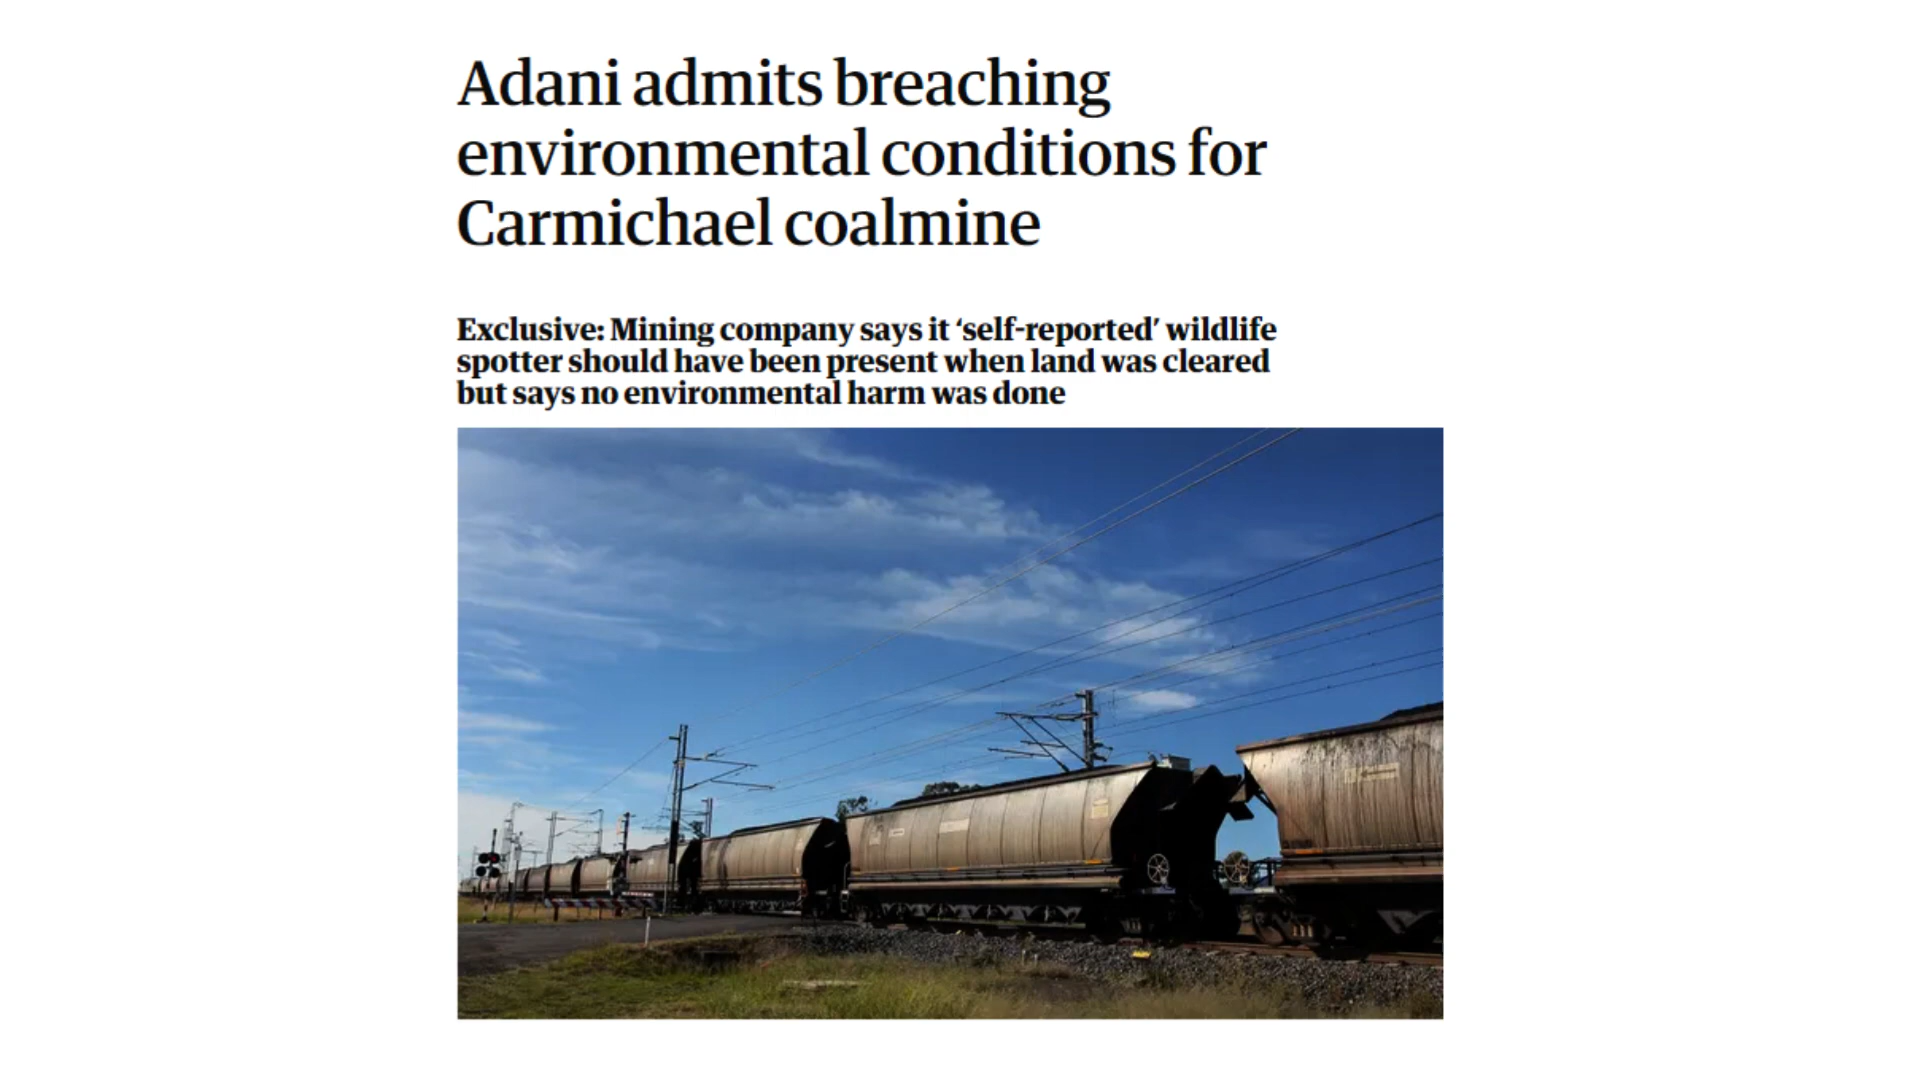 Adani admits breaching
environmental conditions for
Carmichael coalmine
Exclusive: Mining company says it ‘self-reported’ wildlife
spotter should have been present when land was cleared
but says no environmental harm was done